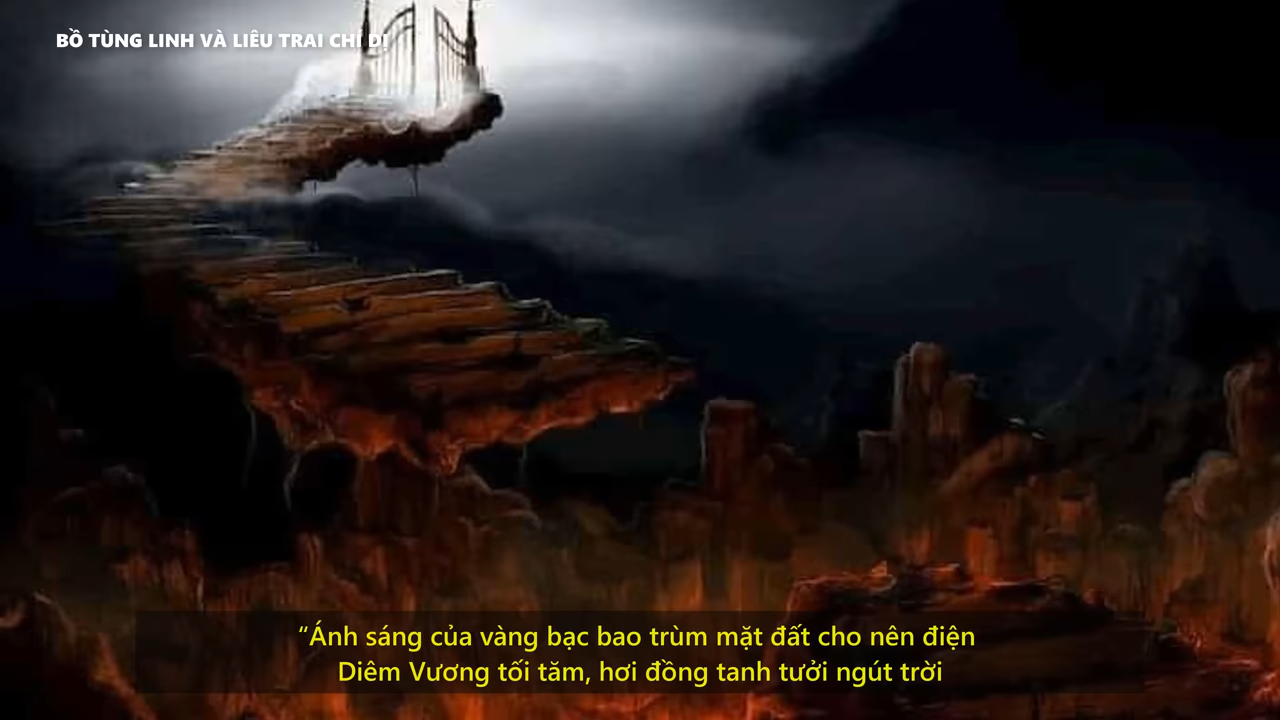 BỒ TÙNG LINH VÀ LIÊU TRAI CHÍ DỊ
“Ánh sáng của vàng bạc bao trùm mặt đất cho nên điện
Diêm Vương tối tăm, hơi đồng tanh tưởi ngút trời